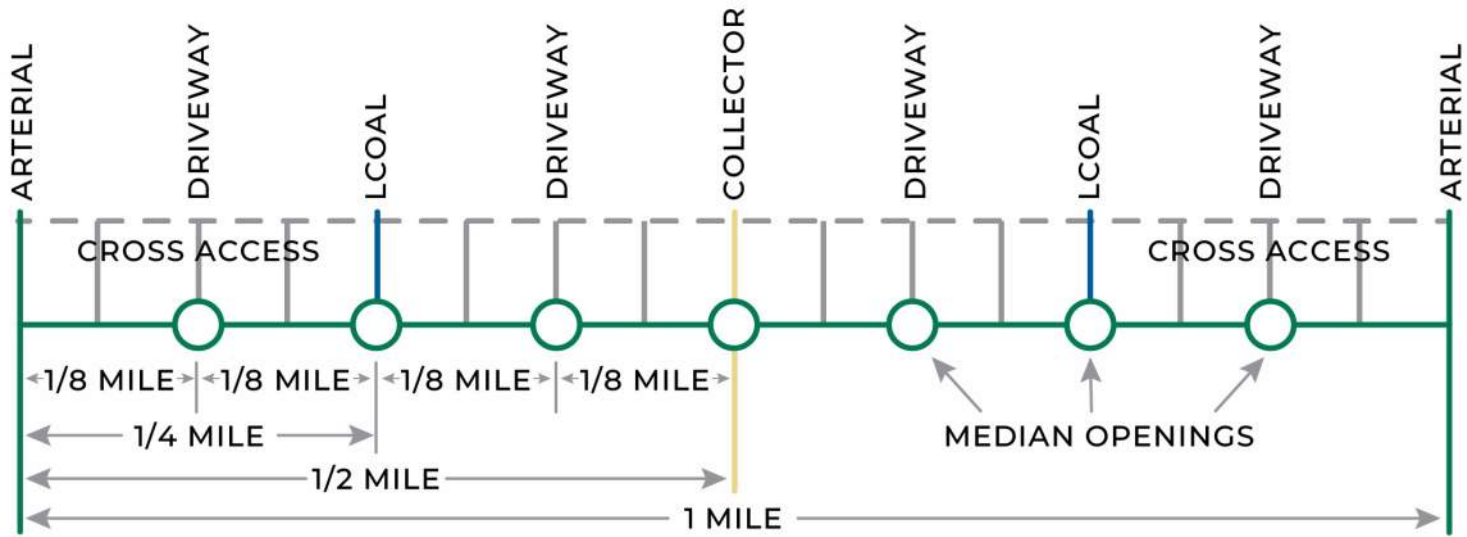 ARTERIAL
DRIVEWAY
LCOAL
DRIVEWAY
COLLECTOR
DRIVEWAY
LCOAL
DRIVEWAY
ARTERIAL
CROSS ACCESS
CROSS ACCESS
1/8 MILE
1/8 MILE
1/8 MILE
1/8 MILE
1/4 MILE
MEDIAN OPENINGS
1/2 MILE
1 MILE